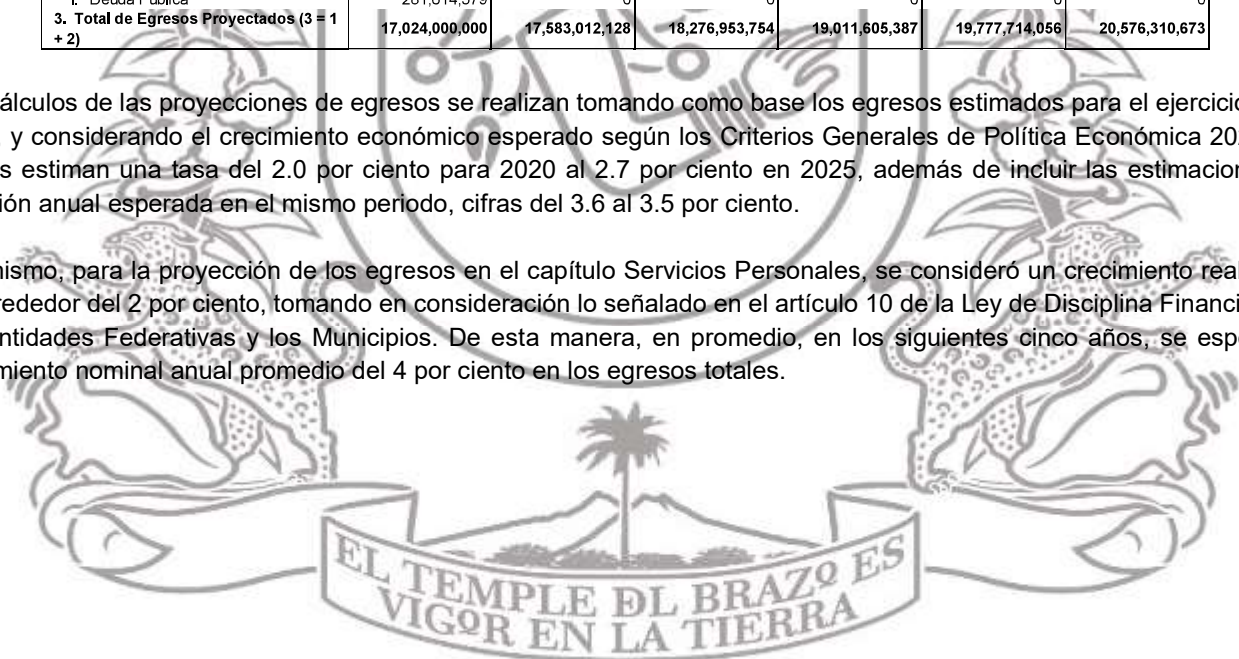 3. Total de Egresos Proyectados (3 = 1 + 2) 17,024,000,000 17,583,012,128 18,276,953,754 19,011,605,387 19,777,714,056 20,576,310,673
álculos de las proyecciones de egresos se realizan tomando como base los egresos estimados para el ejercicio
y considerando el crecimiento económico esperado según los Criterios Generales de Política Económica 20
s estiman una tasa del 2.0 por ciento para 2020 al 2.7 por ciento en 2025, además de incluir las estimacion
ión anual esperada en el mismo periodo, cifras del 3.6 al 3.5 por ciento.
nismo, para la proyección de los egresos en el capítulo Servicios Personales, se consideró un crecimiento real
rededor del 2 por ciento, tomando en consideración lo señalado en el artículo 10 de la Ley de Disciplina Financi
ntidades Federativas y los Municipios. De esta manera, en promedio, en los siguientes cinco años, se esp
miento nominal anual promedio del 4 por ciento en los egresos totales.
EL TEMPLE DL BRAZO ES
VIGOR EN LA TIERRA